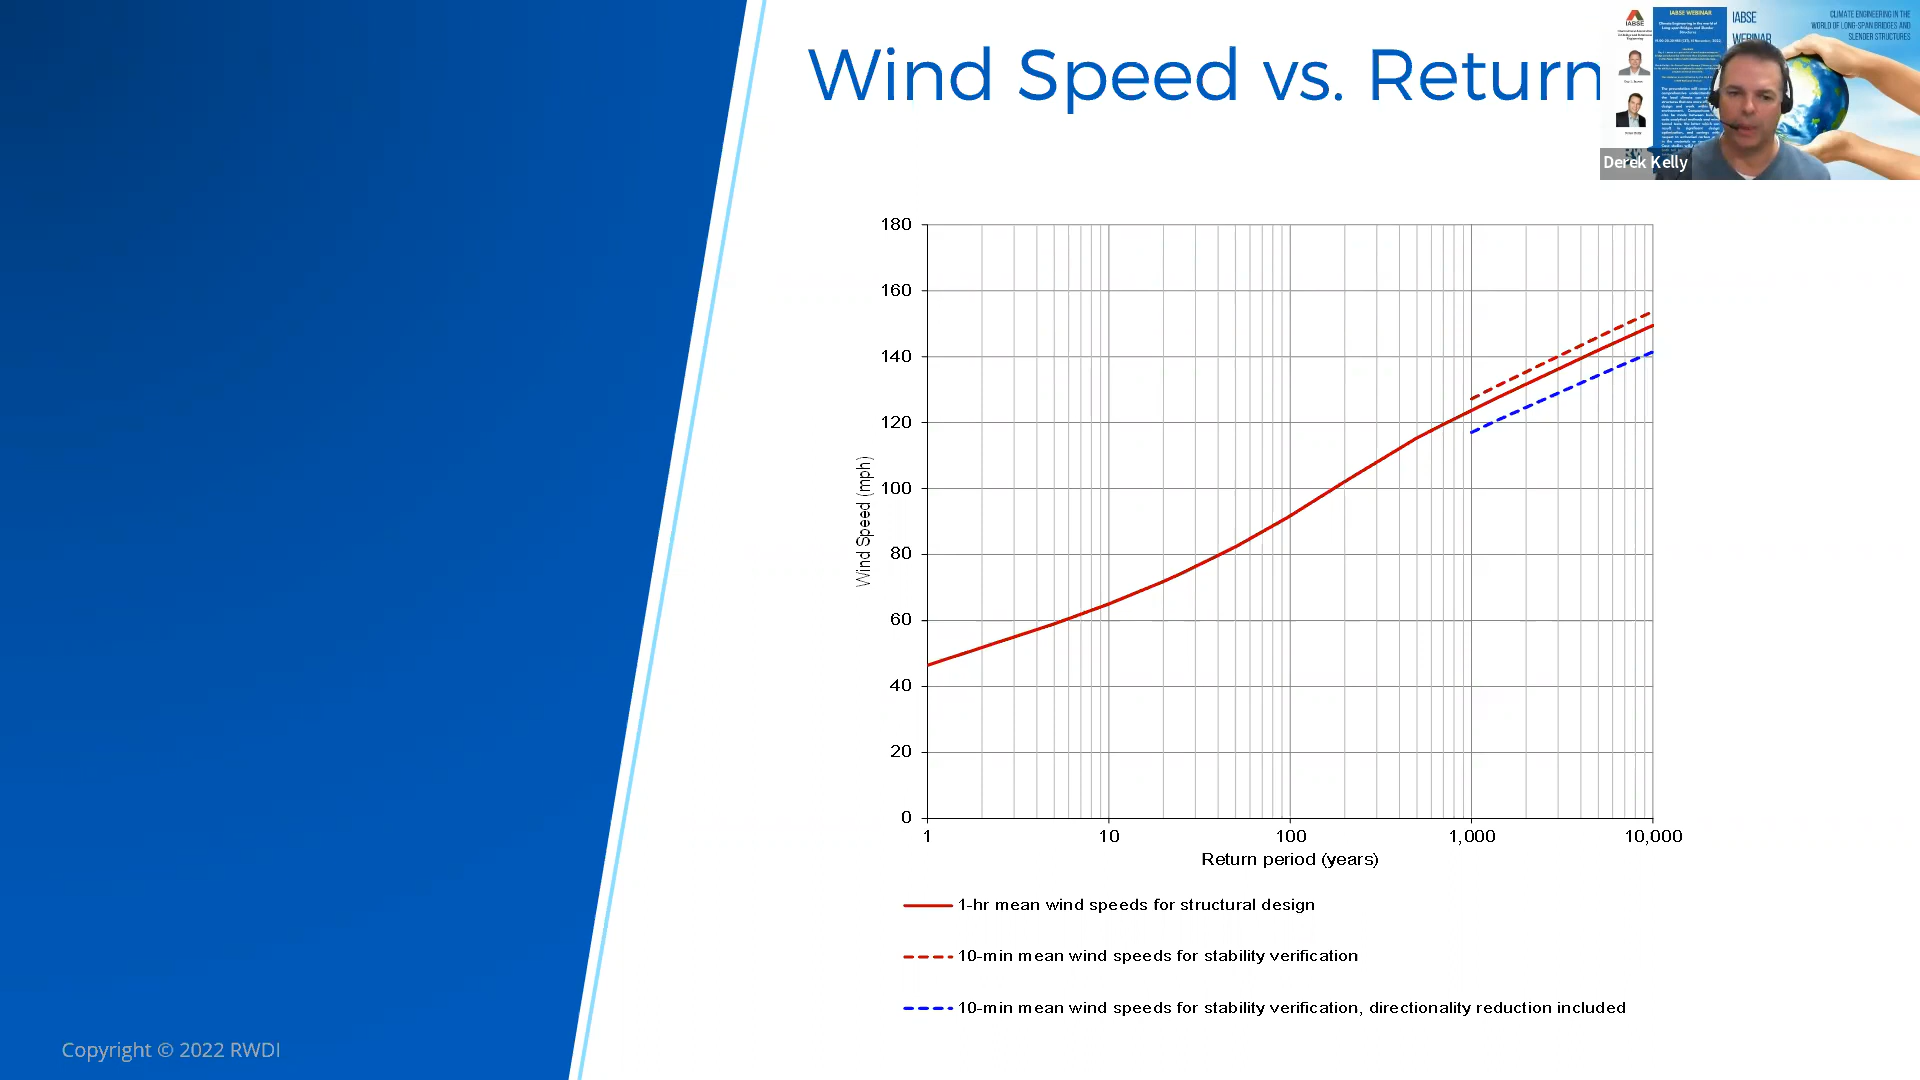 Wind Speed vs. Return
IABSE
IABSE WEBINAR
IABSE
WEBINAR
CLIMATE ENGINEERING IN THE
WORLD OF LONG-SPAN BRIDGES AND
SLENDER STRUCTURES
Derek Kelly
180
160
140
120
100
80
60
40
20
0
Wind Speed (mph)
1 10 100 1,000 10,000
Return period (years)
1-hr mean wind speeds for structural design
10-min mean wind speeds for stability verification
10-min mean wind speeds for stability verification, directionality reduction included
Copyright © 2022 RWDI